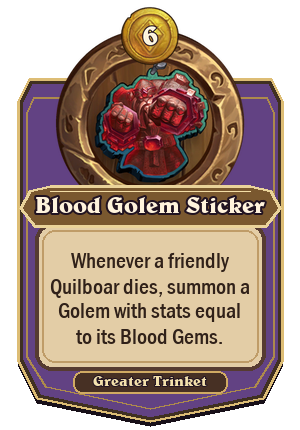 6
Blood Golem Sticker
Whenever a friendly
Quilboar dies, summon a
Golem with stats equal
to its Blood Gems.
Greater Trinket